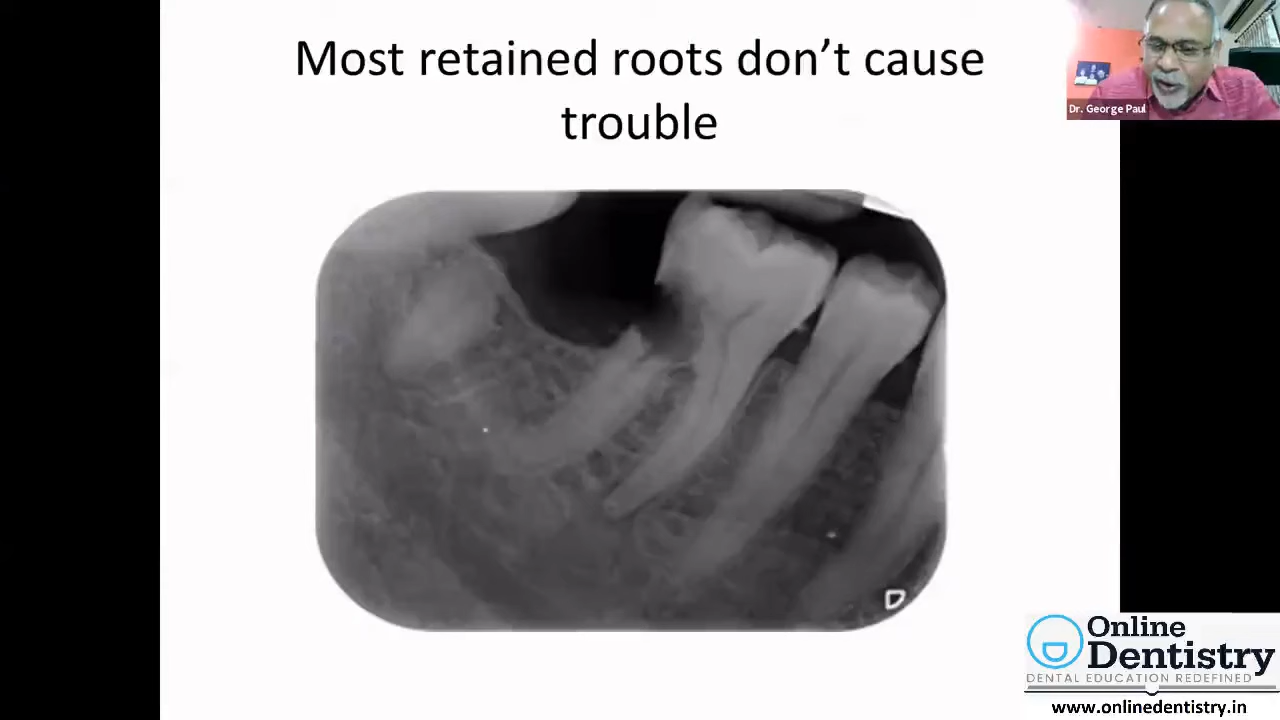 Most retained roots don't cause
trouble
Dr. George Paul
D
Online
Dentistry
DENTAL EDUCATION REDEFINED
www.onlinedentistry.in